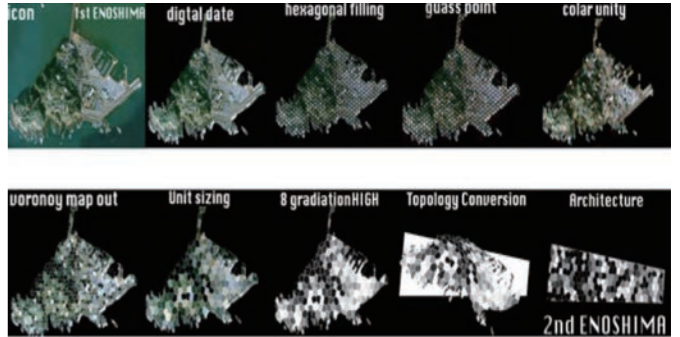 icon
1st ENOSHIMA
digtal date
hexagonal filling
guass point
colar unity
voronoy map out
Unit sizing
8 gradiationHIGH
Topology Conversion
Architecture
2nd ENOSHIMA